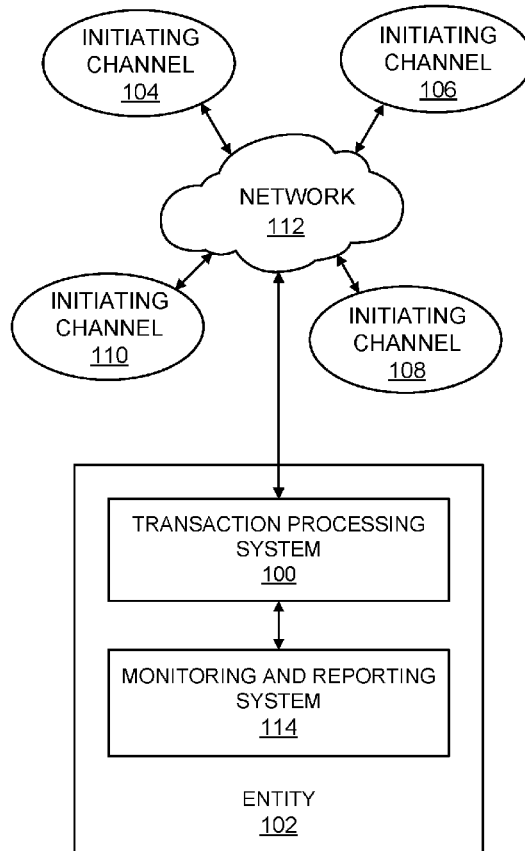 INITIATING
CHANNEL
104
INITIATING
CHANNEL
106
NETWORK
112
INITIATING
CHANNEL
110
INITIATING
CHANNEL
108
TRANSACTION PROCESSING
SYSTEM
100
MONITORING AND REPORTING
SYSTEM
114
ENTITY
102